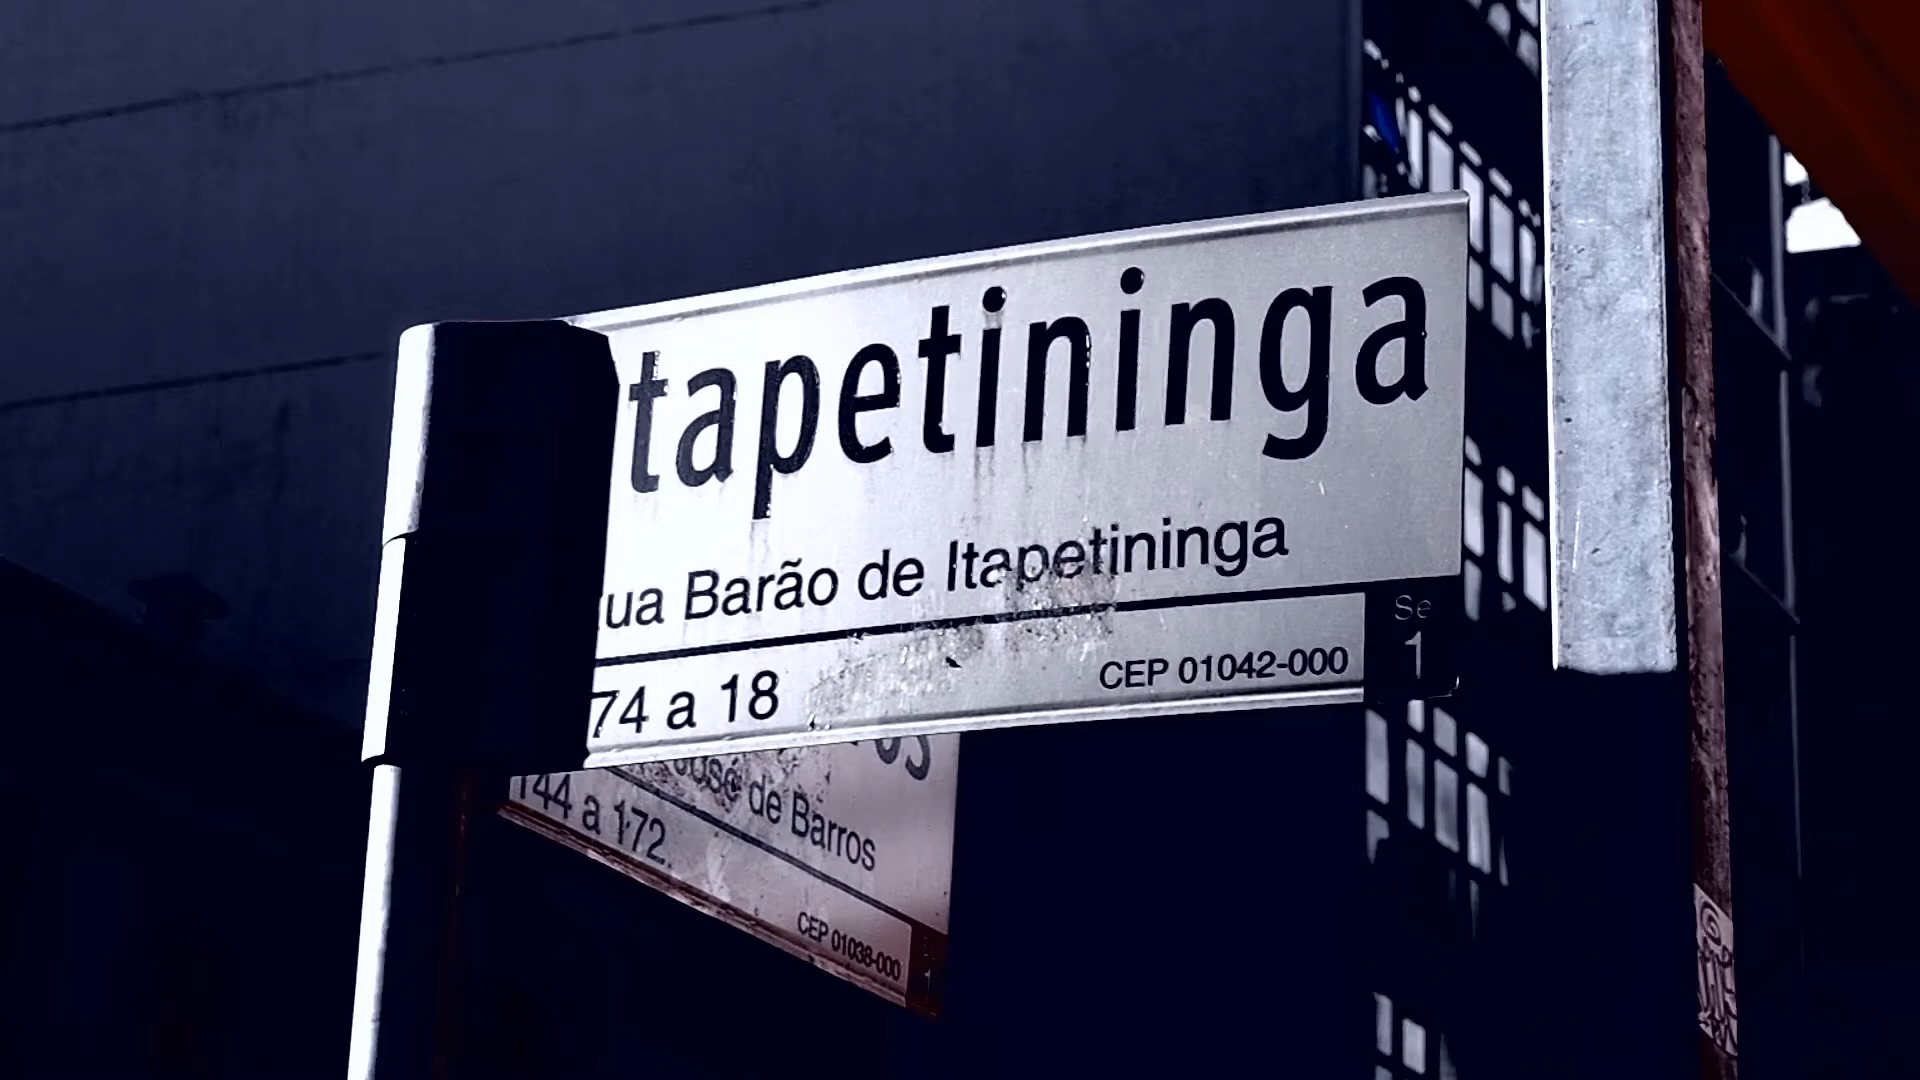 tapetininga
ua Barão de Itapetininga
74 a 18
CEP 01042-000
Se
1
de Barros
144 a 172
CEP 01038-000
1